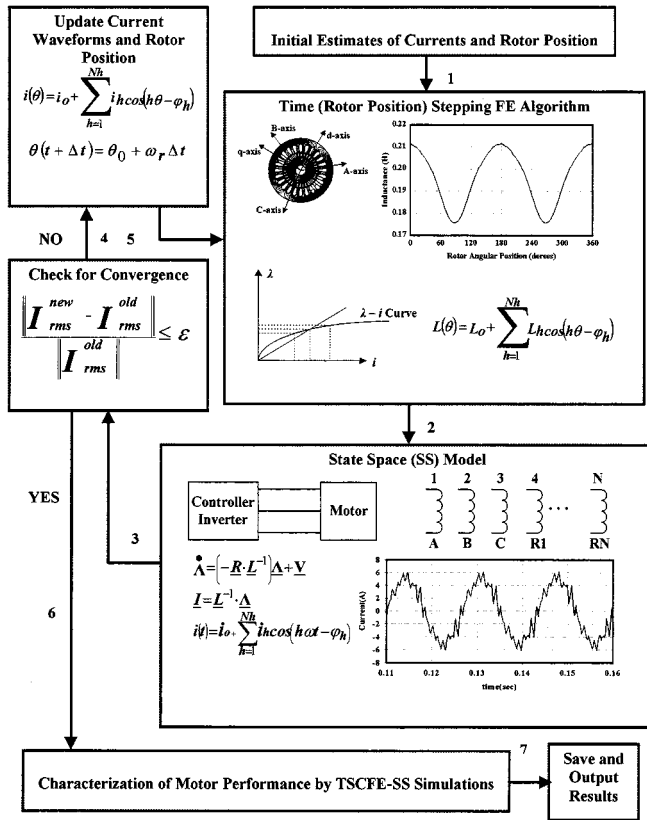 Update Current
Waveforms and Rotor
Position
i(θ)=i₀+ ∑ i_h cos(hθ−φ_h)
Nh
h=1
θ(t + Δt) = θ₀ + ω_r Δt
Initial Estimates of Currents and Rotor Position
1
Time (Rotor Position) Stepping FE Algorithm
B-axis
d-axis
q-axis
A-axis
C-axis
Inductance (H)
0.21
0.20
0.19
0.18
0.17
0
60
120
180
240
300
360
Rotor Angular Position (derees)
λ
λ – i Curve
i
L(θ)=L₀+ ∑ L_h cos(hθ−φ_h)
Nh
h=1
NO
4
5
Check for Convergence
‖I_rms^new - I_rms^old‖ / ‖I_rms^old‖ ≤ ε
2
State Space (SS) Model
Controller
Inverter
Motor
1 2 3 4 N
...
A B C R1 RN
Λ̇=(−R·L⁻¹)Λ+V
I=L⁻¹·Λ
i(t)=i₀+ ∑ i_h cos(hωt−φ_h)
Nh
h=1
Current(A)
8
6
4
2
0
-2
-4
-6
-8
0.11
0.12
0.13
0.14
0.15
0.16
time(sec)
YES
3
6
Characterization of Motor Performance by TSCFE-SS Simulations
7
Save and
Output
Results